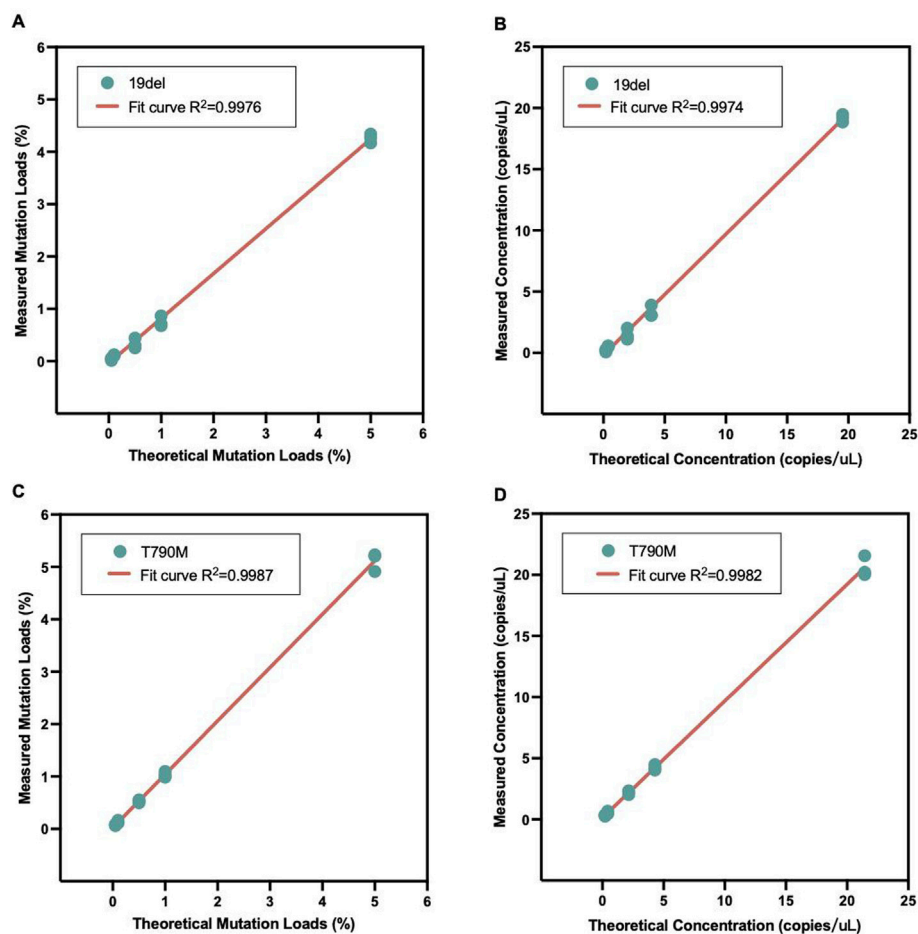 A
6
5
4
3
2
1
0
Measured Mutation Loads (%)
19del
Fit curve R²=0.9976
0 1 2 3 4 5 6
Theoretical Mutation Loads (%)
B
25
20
15
10
5
0
Measured Concentration (copies/uL)
19del
Fit curve R²=0.9974
0 5 10 15 20 25
Theoretical Concentration (copies/uL)
C
6
5
4
3
2
1
0
Measured Mutation Loads (%)
T790M
Fit curve R²=0.9987
0 1 2 3 4 5 6
Theoretical Mutation Loads (%)
D
25
20
15
10
5
0
Measured Concentration (copies/uL)
T790M
Fit curve R²=0.9982
0 5 10 15 20 25
Theoretical Concentration (copies/uL)